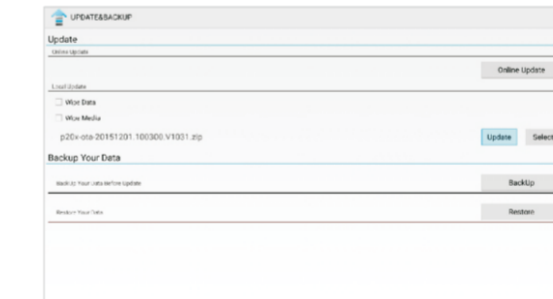 UPDATE&BACKUP
Update
Online Update
Online Update
Local Update
Wipe Data
Wipe Media
p20x-ota-20151201.100300.V1031.zip
Update Select
Backup Your Data
BackUp Your Data Before Update
BackUp
Restore Your Data
Restore